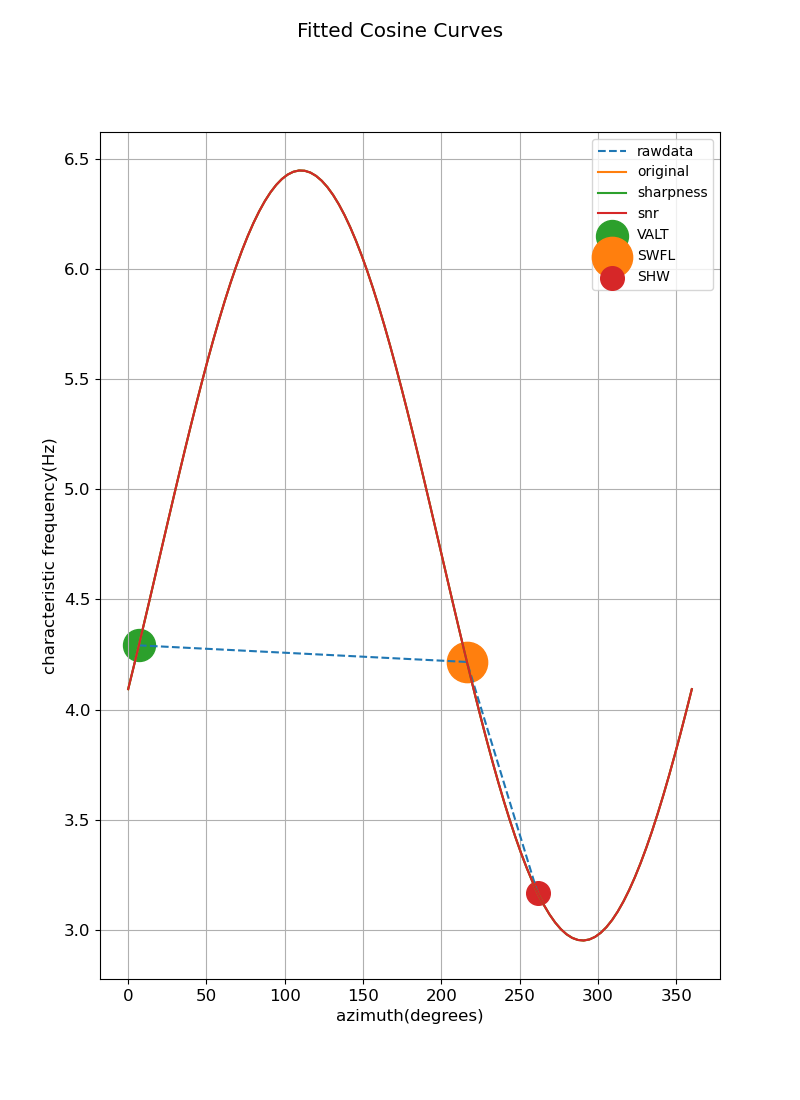 Fitted Cosine Curves
rawdata
original
sharpness
snr
VALT
SWFL
SHW
characteristic frequency(Hz)
6.5
6.0
5.5
5.0
4.5
4.0
3.5
3.0
0 50 100 150 200 250 300 350
azimuth(degrees)